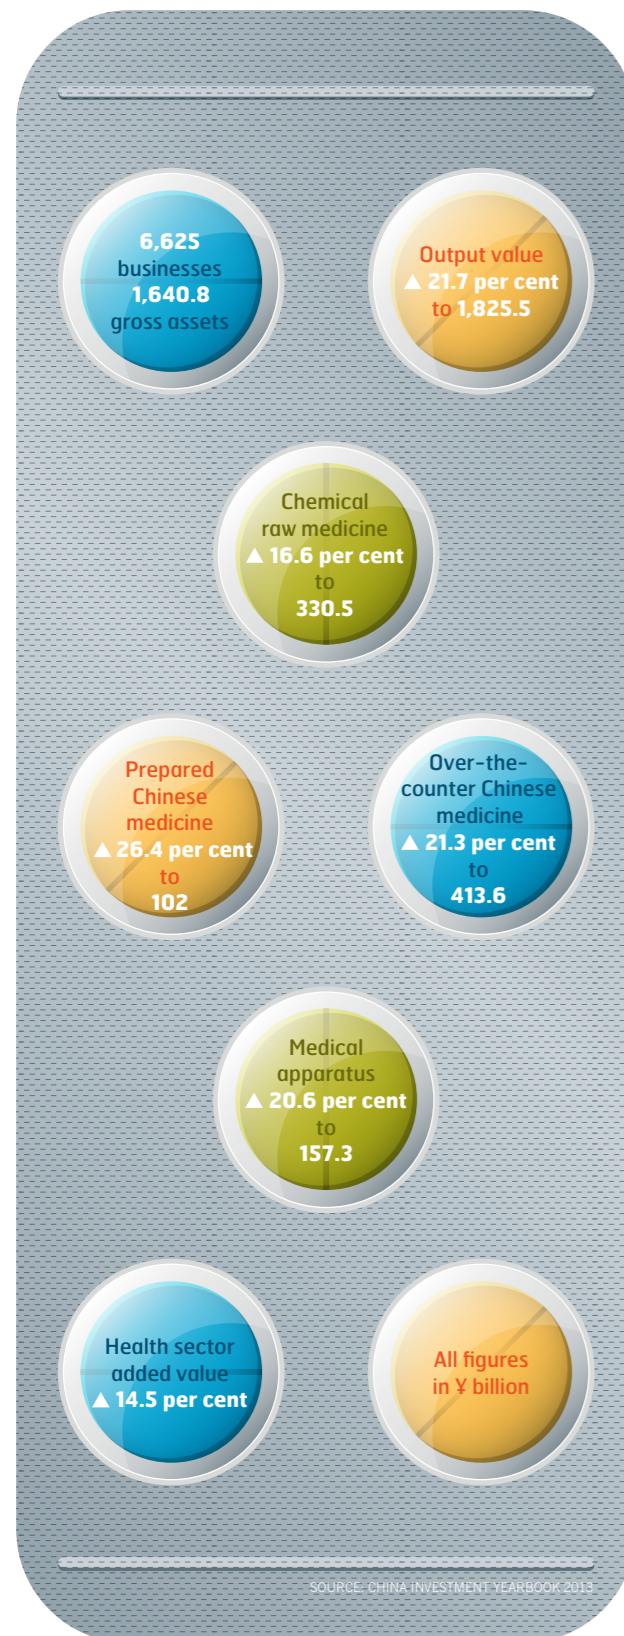 6,625
businesses
1,640.8
gross assets
Output value
▲ 21.7 per cent
to 1,825.5
Chemical
raw medicine
▲ 16.6 per cent
to
330.5
Prepared
Chinese
medicine
▲ 26.4 per cent
to
102
Over-the-
counter Chinese
medicine
▲ 21.3 per cent
to
413.6
Medical
apparatus
▲ 20.6 per cent
to
157.3
Health sector
added value
▲ 14.5 per cent
All figures
in ¥ billion
SOURCE: CHINA INVESTMENT YEARBOOK 2013